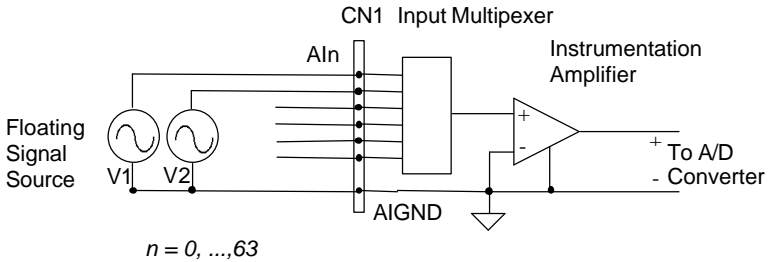 CN1 Input Multipexer
AIn
Instrumentation
Amplifier
Floating
Signal
Source
V1
V2
+
-
+ To A/D
- Converter
AIGND
n = 0, ...,63